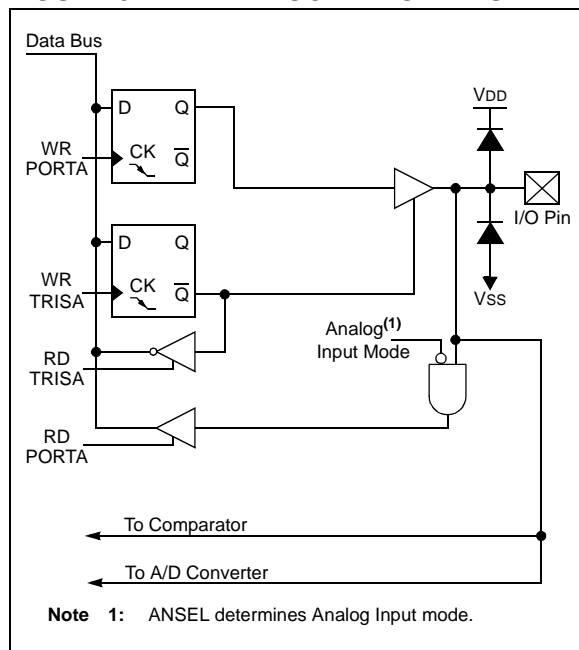 Data Bus
D Q
WR
PORTA
CK Q
VDD
I/O Pin
VSS
D Q
WR
TRISA
CK Q
RD
TRISA
Analog(1)
Input Mode
RD
PORTA
To Comparator
To A/D Converter
Note 1: ANSEL determines Analog Input mode.